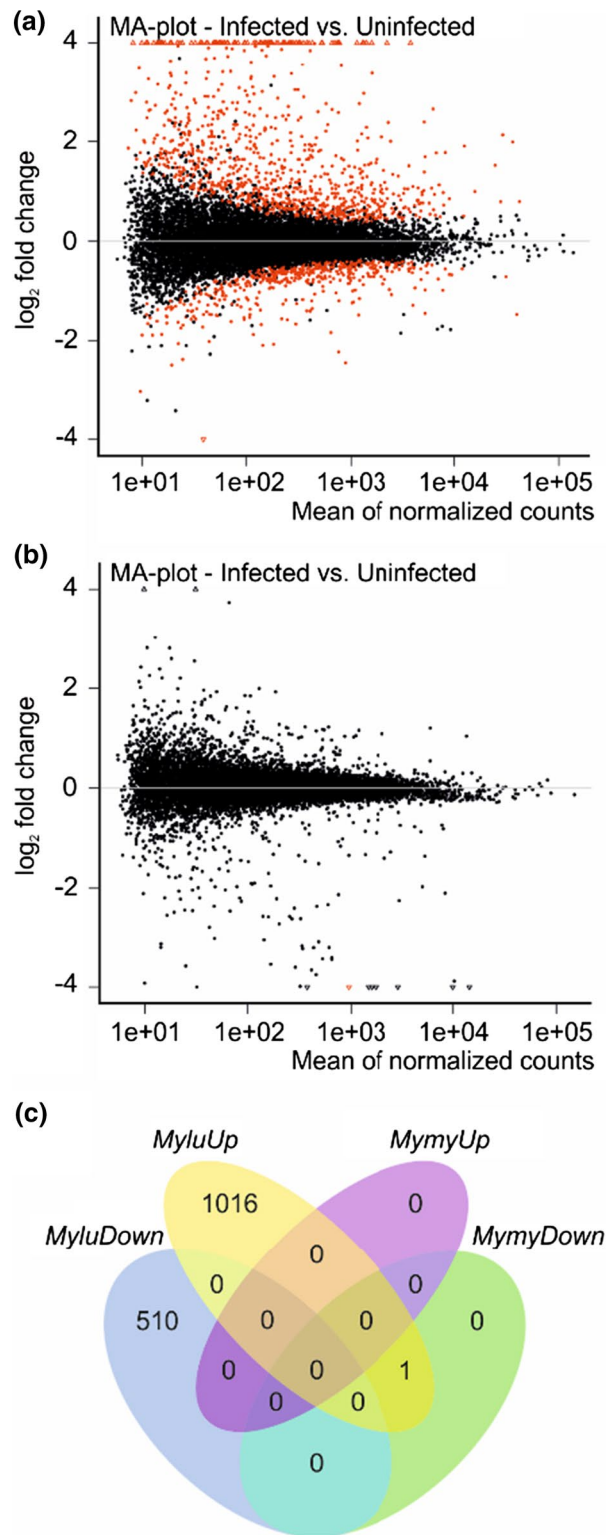 (a)
MA-plot - Infected vs. Uninfected
4
2
0
-2
-4
log₂ fold change
1e+01 1e+02 1e+03 1e+04 1e+05
Mean of normalized counts
(b)
MA-plot - Infected vs. Uninfected
4
2
0
-2
-4
log₂ fold change
1e+01 1e+02 1e+03 1e+04 1e+05
Mean of normalized counts
(c)
MyluUp MymyUp
MyluDown MymyDown
1016 0
0
0 0
510 0 0 0
0 0 1
0 0
0